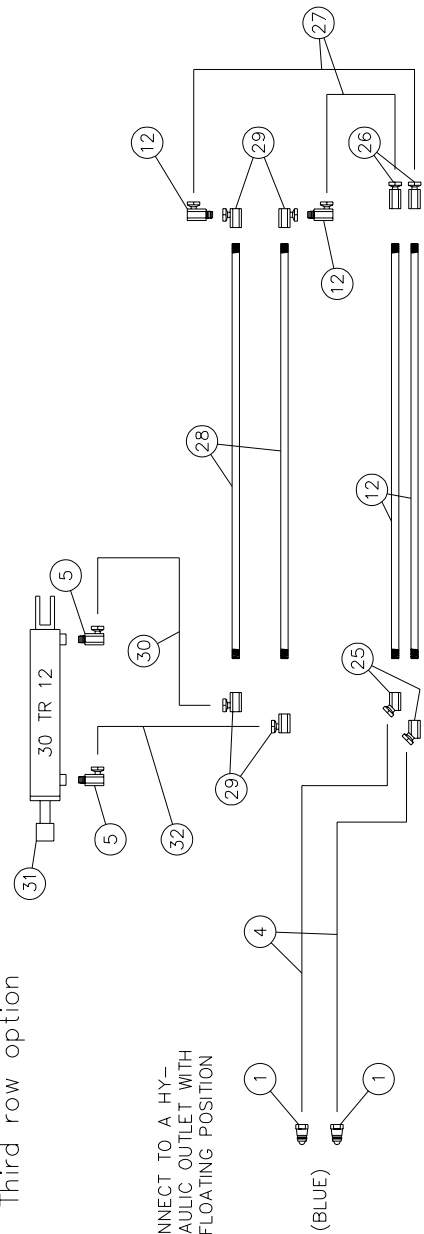 Third row option
31
30 TR 12
5
5
12
30
32
NNECT TO A HY-
AULIC OUTLET WITH
FLOATING POSITION
28
29
29
4
1
27
12
(BLUE)
1
25
12
26